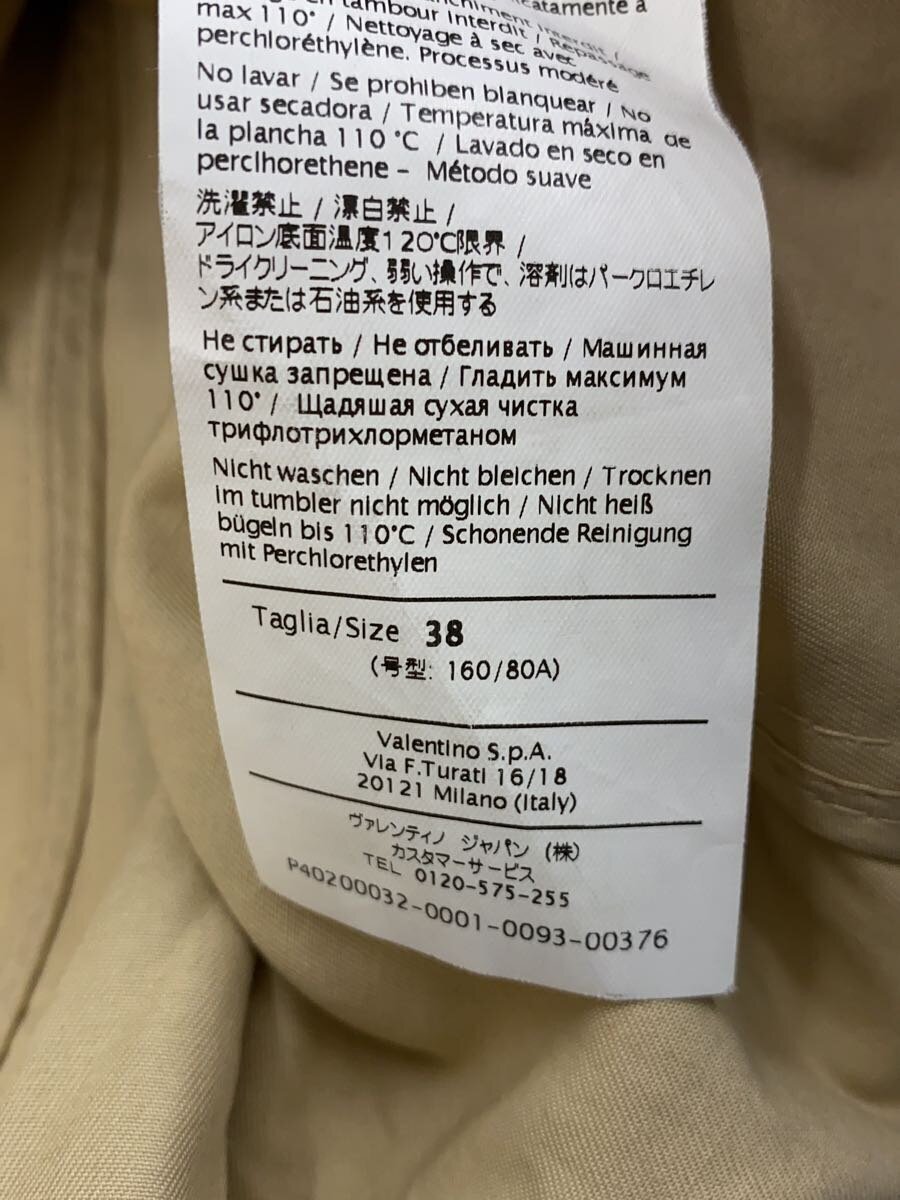 catamente a
tambour Interdit / Repassage
max 110° / Nettoyage à sec avec
perchloréthylène. Processus modéré
No lavar / Se prohiben blanquear / No
usar secadora / Temperatura máxima de
la plancha 110 °C / Lavado en seco en
perclhorethene - Método suave
洗濯禁止 / 漂白禁止 /
アイロン底面温度120℃限界 /
ドライクリーニング、弱い操作で、溶剤はパークロエチレ
ン系または石油系を使用する
Не стирать / Не отбеливать / Машинная
сушка запрещена / Гладить максимум
110° / Щадяшая сухая чистка
трифлотрихлорметаном
Nicht waschen / Nicht bleichen / Trocknen
im tumbler nicht möglich / Nicht heiß
bügeln bis 110°C / Schonende Reinigung
mit Perchlorethylen
Taglia/Size 38
(号型: 160/80A)
Valentino S.p.A.
Via F.Turati 16/18
20121 Milano (Italy)
ヴァレンティノ ジャパン (株)
カスタマーサービス
TEL 0120-575-255
P40200032-0001-0093-00376